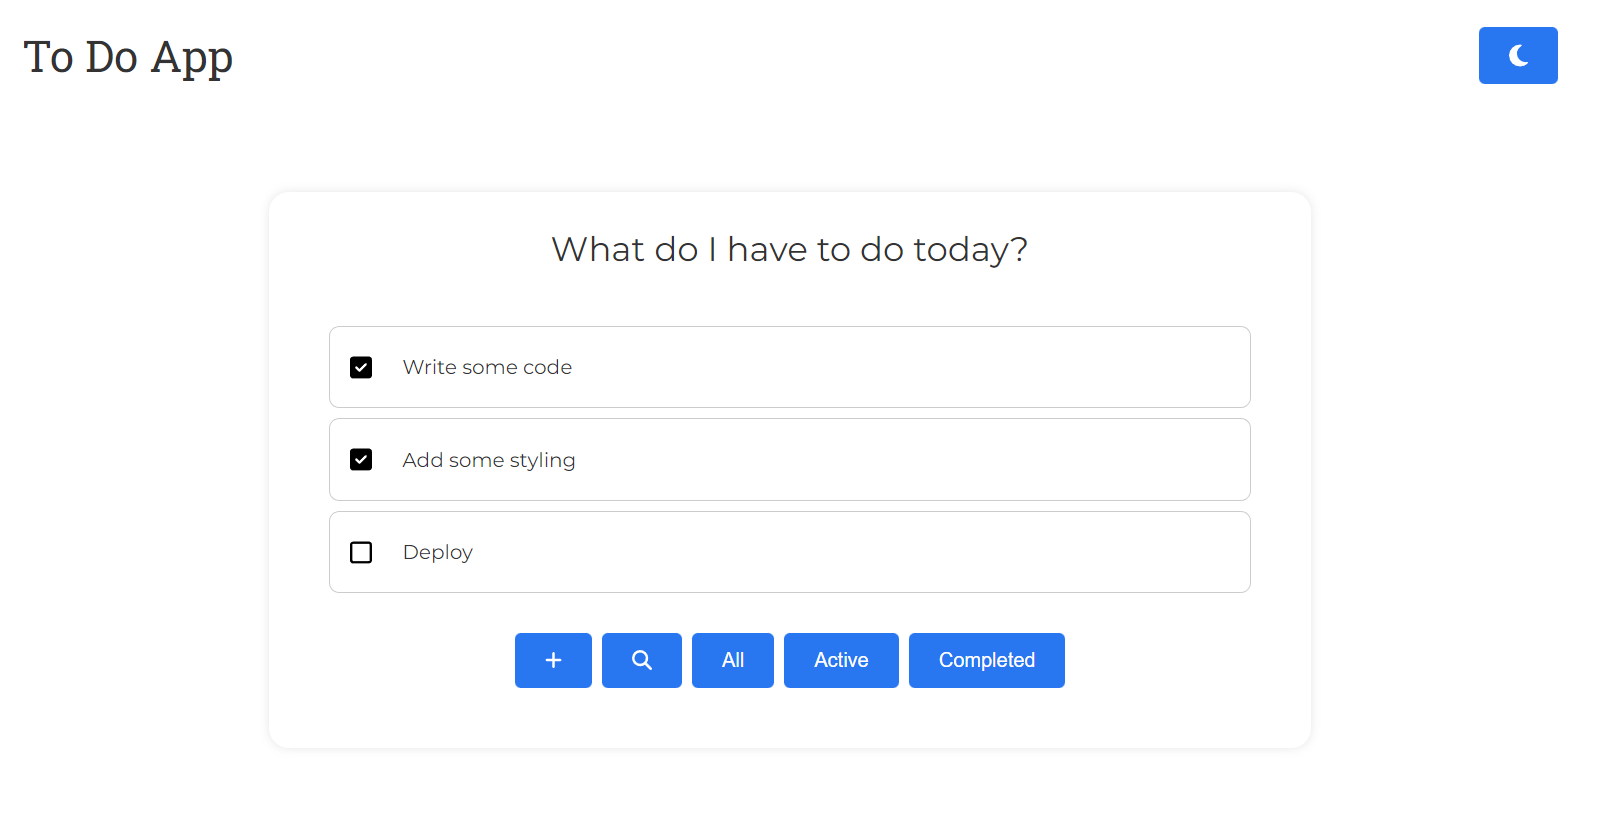 To Do App
What do I have to do today?
Write some code
Add some styling
Deploy
All Active Completed